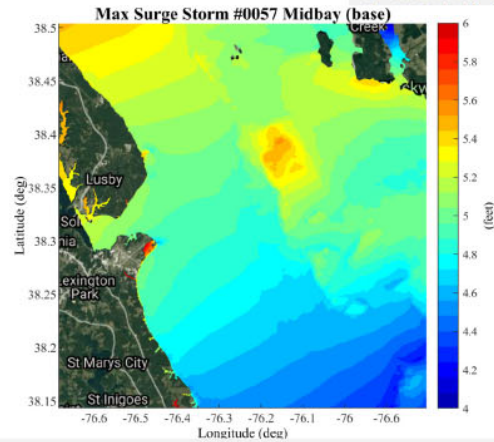 Max Surge Storm #0057 Midbay (base)
38.5
38.45
38.4
38.35
38.3
38.25
38.2
38.15
Latitude (deg)
Creek
Lusby
Sol
nia
Lexington
Park
St Marys City
St Inigoes
-76.6
-76.5
-76.4
-76.3
-76.2
-76.1
-76
-76.6
Longitude (deg)
6
5.8
5.6
5.4
5.2
5
4.8
4.6
4.4
4.2
4
(feet)